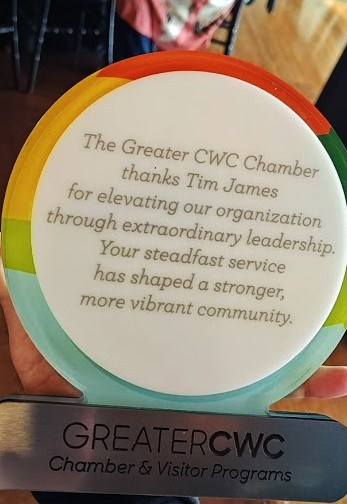 The Greater CWC Chamber
thanks Tim James
for elevating our organization
through extraordinary leadership.
Your steadfast service
has shaped a stronger,
more vibrant community.
GREATERCWC
Chamber & Visitor Programs